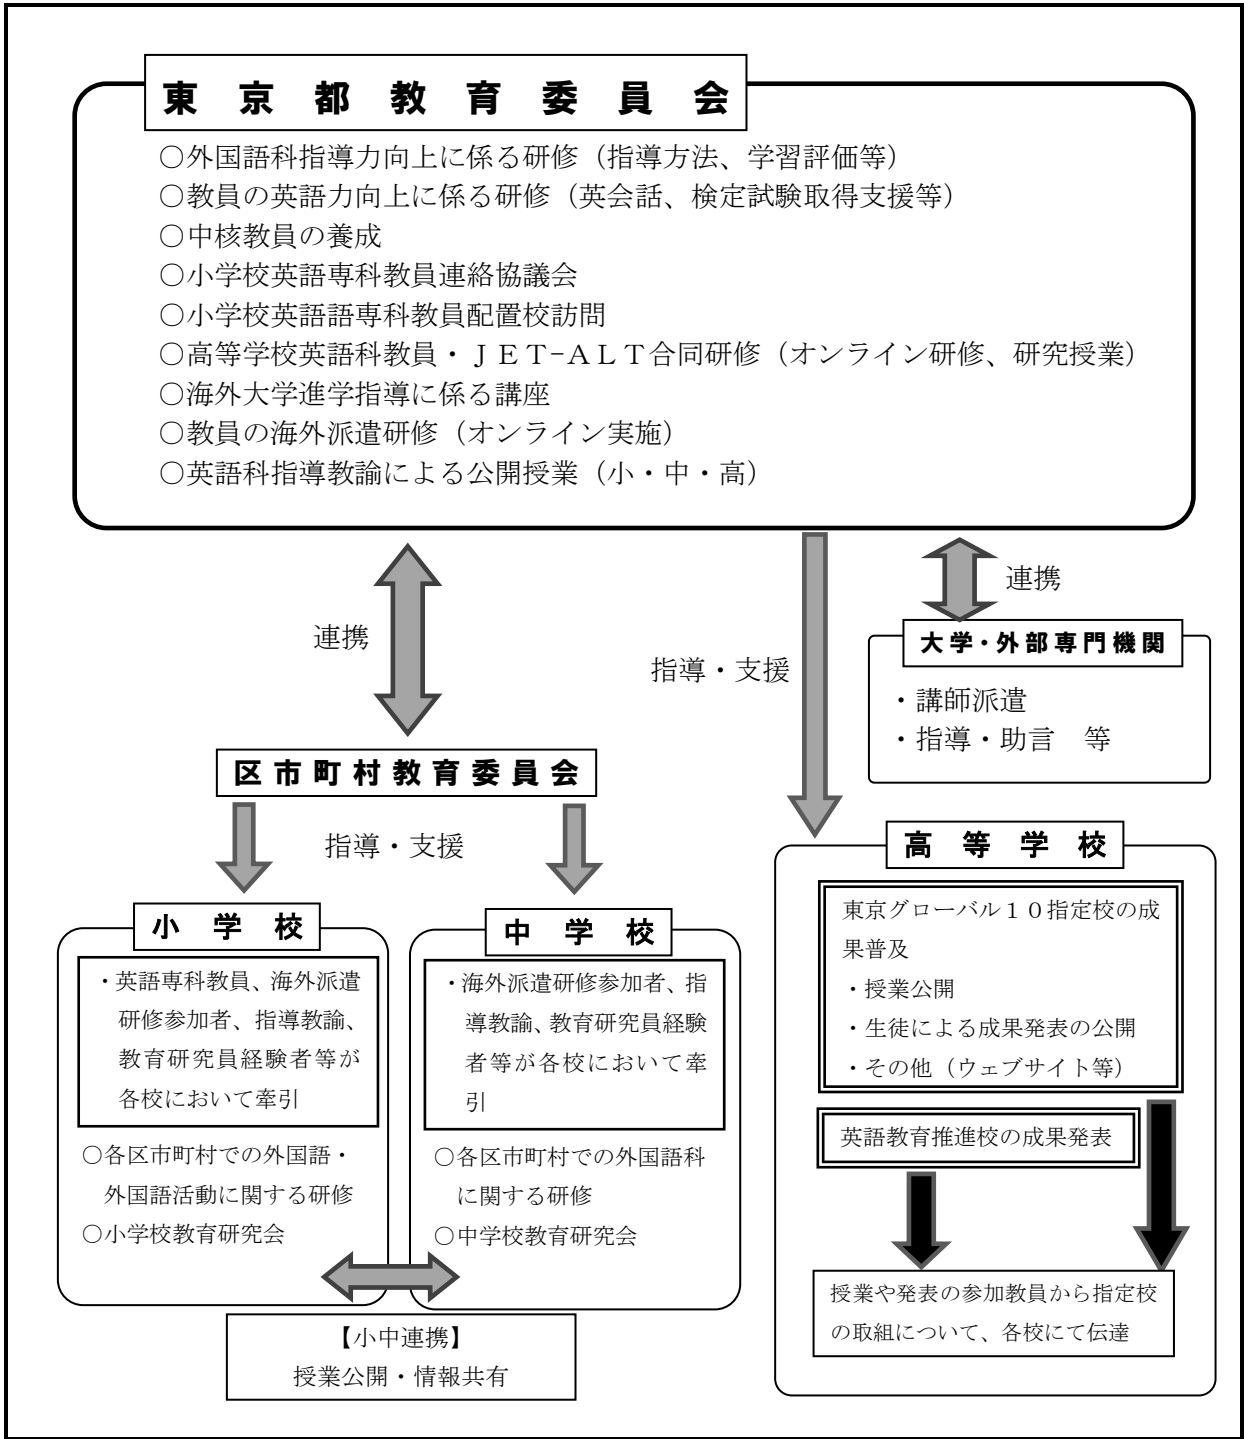 東京都教育委員会
○外国語科指導力向上に係る研修（指導方法、学習評価等）
○教員の英語力向上に係る研修（英会話、検定試験取得支援等）
○中核教員の養成
○小学校英語専科教員連絡協議会
○小学校英語語専科教員配置校訪問
○高等学校英語科教員・ＪＥＴ−ＡＬＴ合同研修（オンライン研修、研究授業）
○海外大学進学指導に係る講座
○教員の海外派遣研修（オンライン実施）
○英語科指導教諭による公開授業（小・中・高）
連携
指導・支援
連携
大学・外部専門機関
・講師派遣
・指導・助言　等
区市町村教育委員会
指導・支援
小学校
・英語専科教員、海外派遣
研修参加者、指導教諭、
教育研究員経験者等が
各校において牽引
○各区市町村での外国語・
外国語活動に関する研修
○小学校教育研究会
中学校
・海外派遣研修参加者、指
導教諭、教育研究員経験
者等が各校において牽
引
○各区市町村での外国語科
に関する研修
○中学校教育研究会
【小中連携】
授業公開・情報共有
高等学校
東京グローバル１０指定校の成
果普及
・授業公開
・生徒による成果発表の公開
・その他（ウェブサイト等）
英語教育推進校の成果発表
授業や発表の参加教員から指定校
の取組について、各校にて伝達